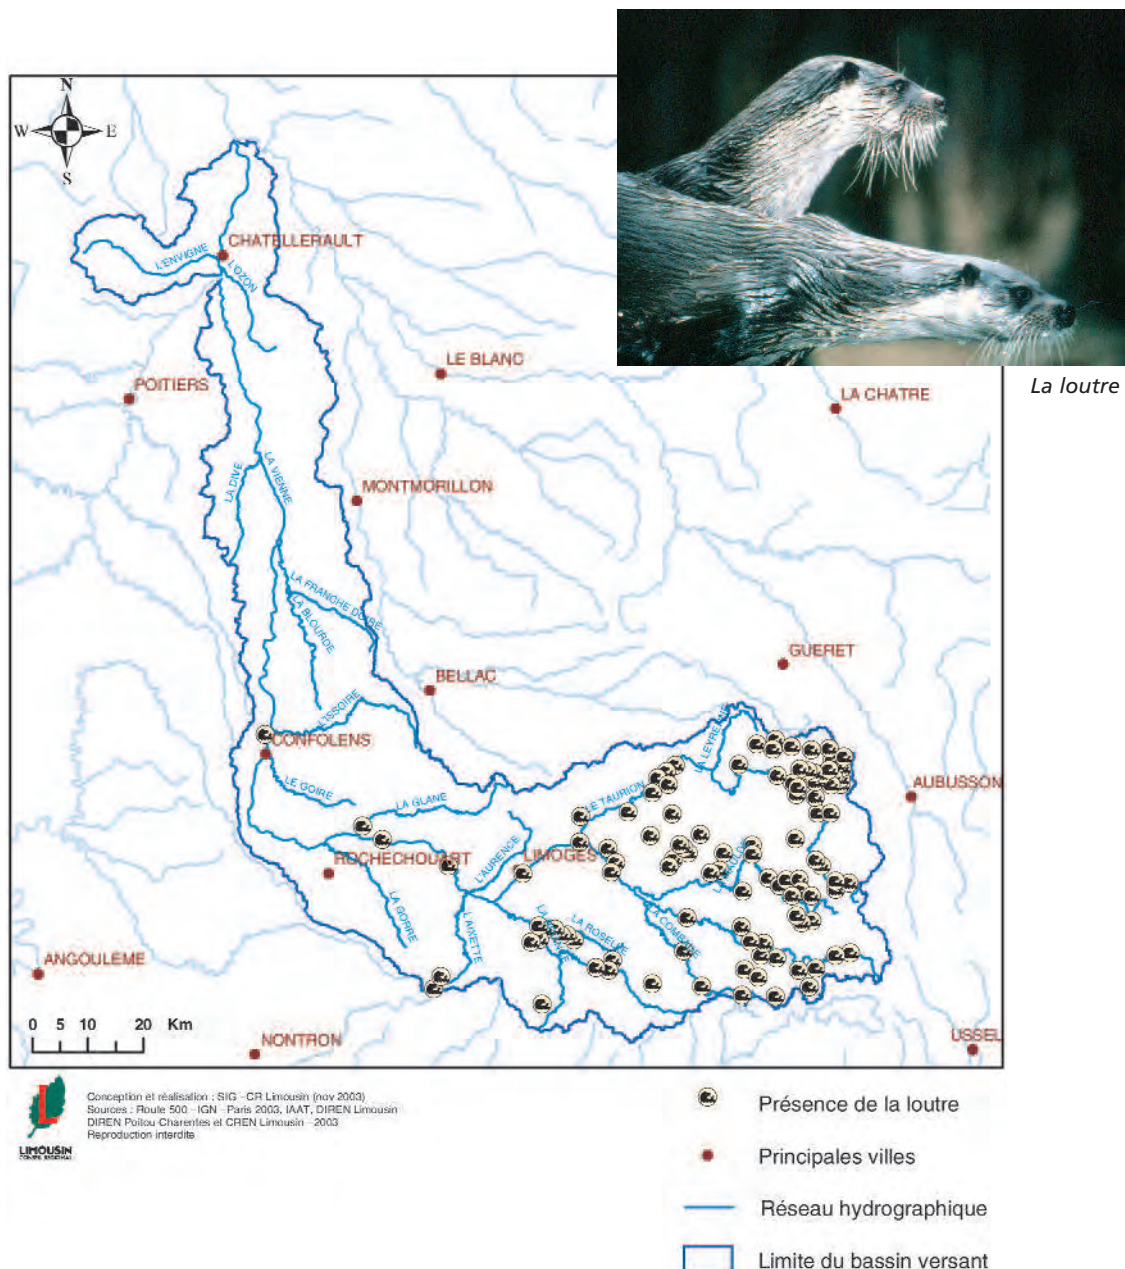 N
W E
S
CHATELLERAULT
L'ENVIGNE
L'OZON
LE BLANC
POITIERS
LA CHATRE
La loutre
LA DIVE
LA VIENNE
MONTMORILLON
LA FRANCHE DOIRE
LA BLOURDE
GUERET
BELLAC
L'ISSOIRE
LA LEYRENNE
CONFOLENS
LE GOIRE
LA GLANE
LE TAURION
AUBUSSON
ROCHECHOUART
L'AURENCE
LIMOGES
LA GORRE
L'AIXETTE
LA ROSELLE
LA COMBADE
ANGOULEME
0 5 10 20 Km
NONTRON
USSEL
LIMOUSIN
CONSEIL REGIONAL
Conception et réalisation : SIG - CR Limousin (nov 2003)
Sources : Route 500 - IGN - Paris 2003, IAAT, DIREN Limousin
DIREN Poitou Charentes et CREN Limousin - 2003
Reproduction interdite
Présence de la loutre
Principales villes
Réseau hydrographique
Limite du bassin versant